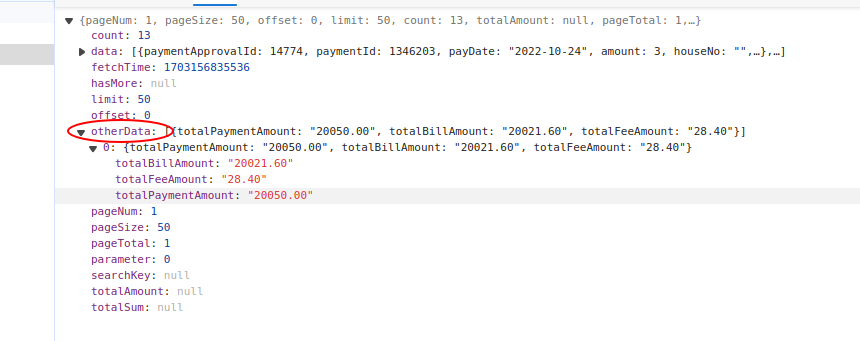 {pageNum: 1, pageSize: 50, offset: 0, limit: 50, count: 13, totalAmount: null, pageTotal: 1,…}
count: 13
data: [{paymentApprovalId: 14774, paymentId: 1346203, payDate: "2022-10-24", amount: 3, houseNo: "",…},…]
fetchTime: 1703156835536
hasMore: null
limit: 50
offset: 0
otherData: [{totalPaymentAmount: "20050.00", totalBillAmount: "20021.60", totalFeeAmount: "28.40"}]
0: {totalPaymentAmount: "20050.00", totalBillAmount: "20021.60", totalFeeAmount: "28.40"}
totalBillAmount: "20021.60"
totalFeeAmount: "28.40"
totalPaymentAmount: "20050.00"
pageNum: 1
pageSize: 50
pageTotal: 1
parameter: 0
searchKey: null
totalAmount: null
totalSum: null